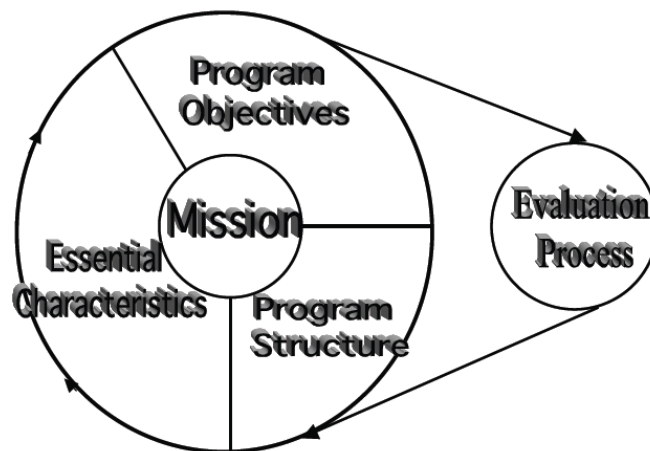 Program
Objectives
Mission
Essential
Characteristics
Program
Structure
Evaluation
Process